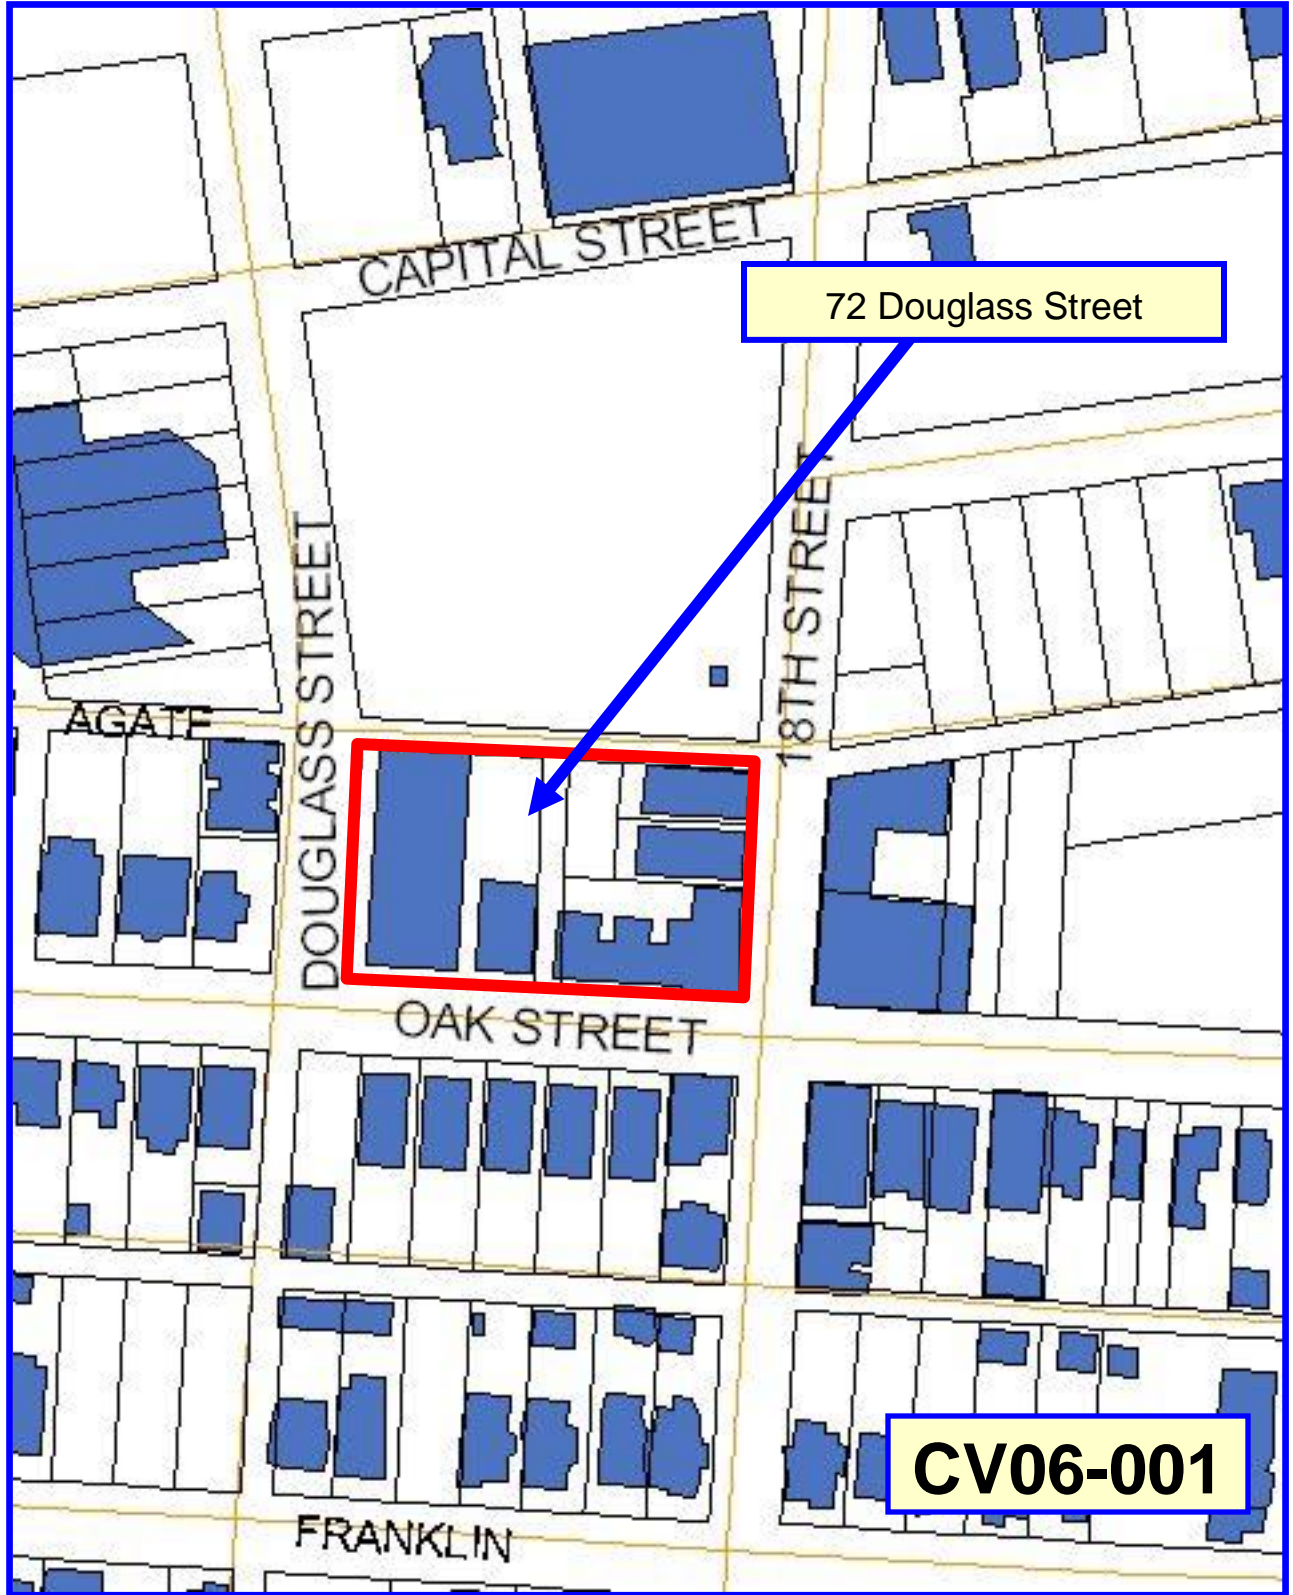 CAPITAL STREET
72 Douglass Street
18TH STREET
DOUGLASS STREET
AGATE
OAK STREET
CV06-001
FRANKLIN